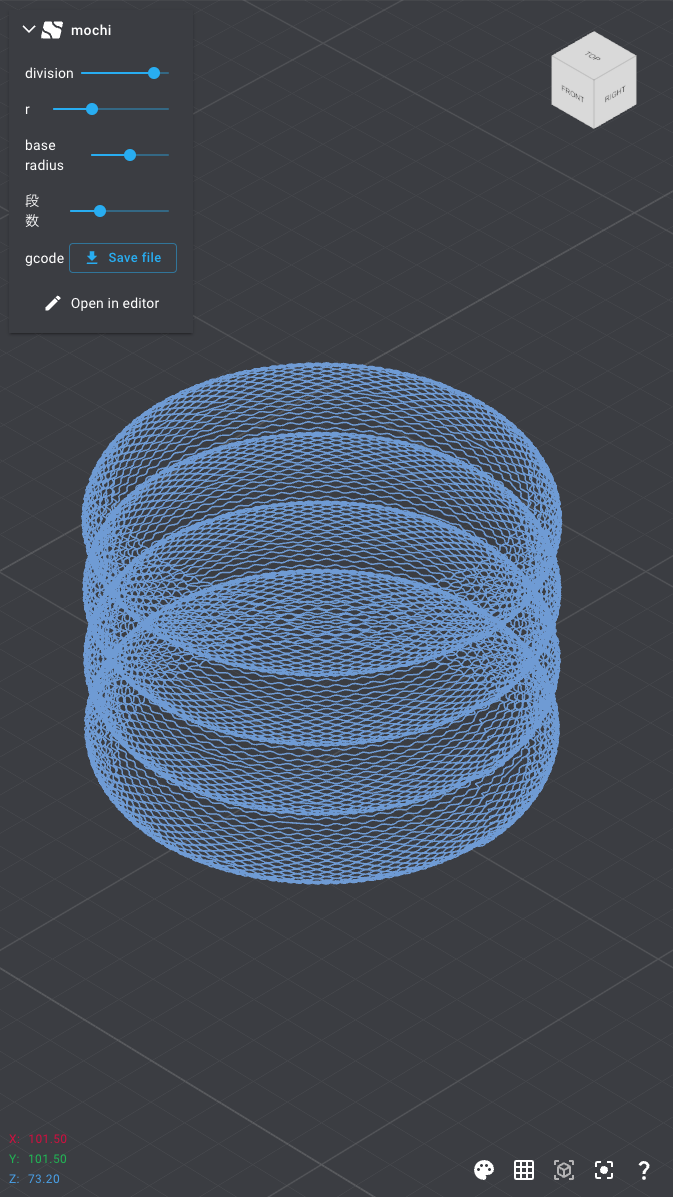 mochi
division
r
base
radius
段
数
gcode
Save file
Open in editor
TOP
FRONT
RIGHT
X: 101.50
Y: 101.50
Z: 73.20
?